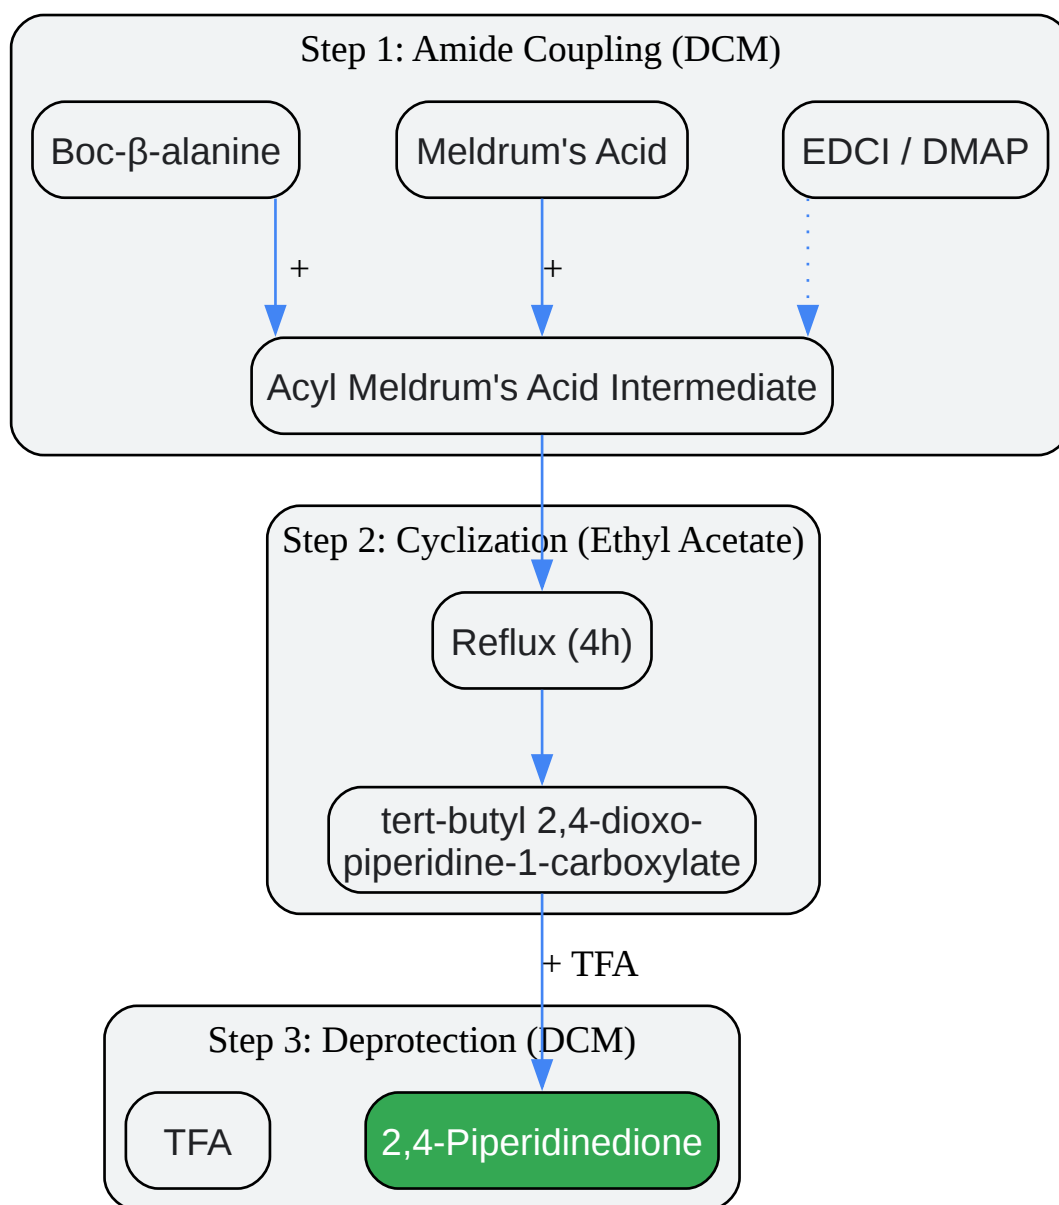 Step 1: Amide Coupling (DCM)
Boc-β-alanine
Meldrum's Acid
EDCI / DMAP
+
+
Acyl Meldrum's Acid Intermediate
Step 2: Cyclization (Ethyl Acetate)
Reflux (4h)
tert-butyl 2,4-dioxo-
piperidine-1-carboxylate
+ TFA
Step 3: Deprotection (DCM)
TFA
2,4-Piperidinedione